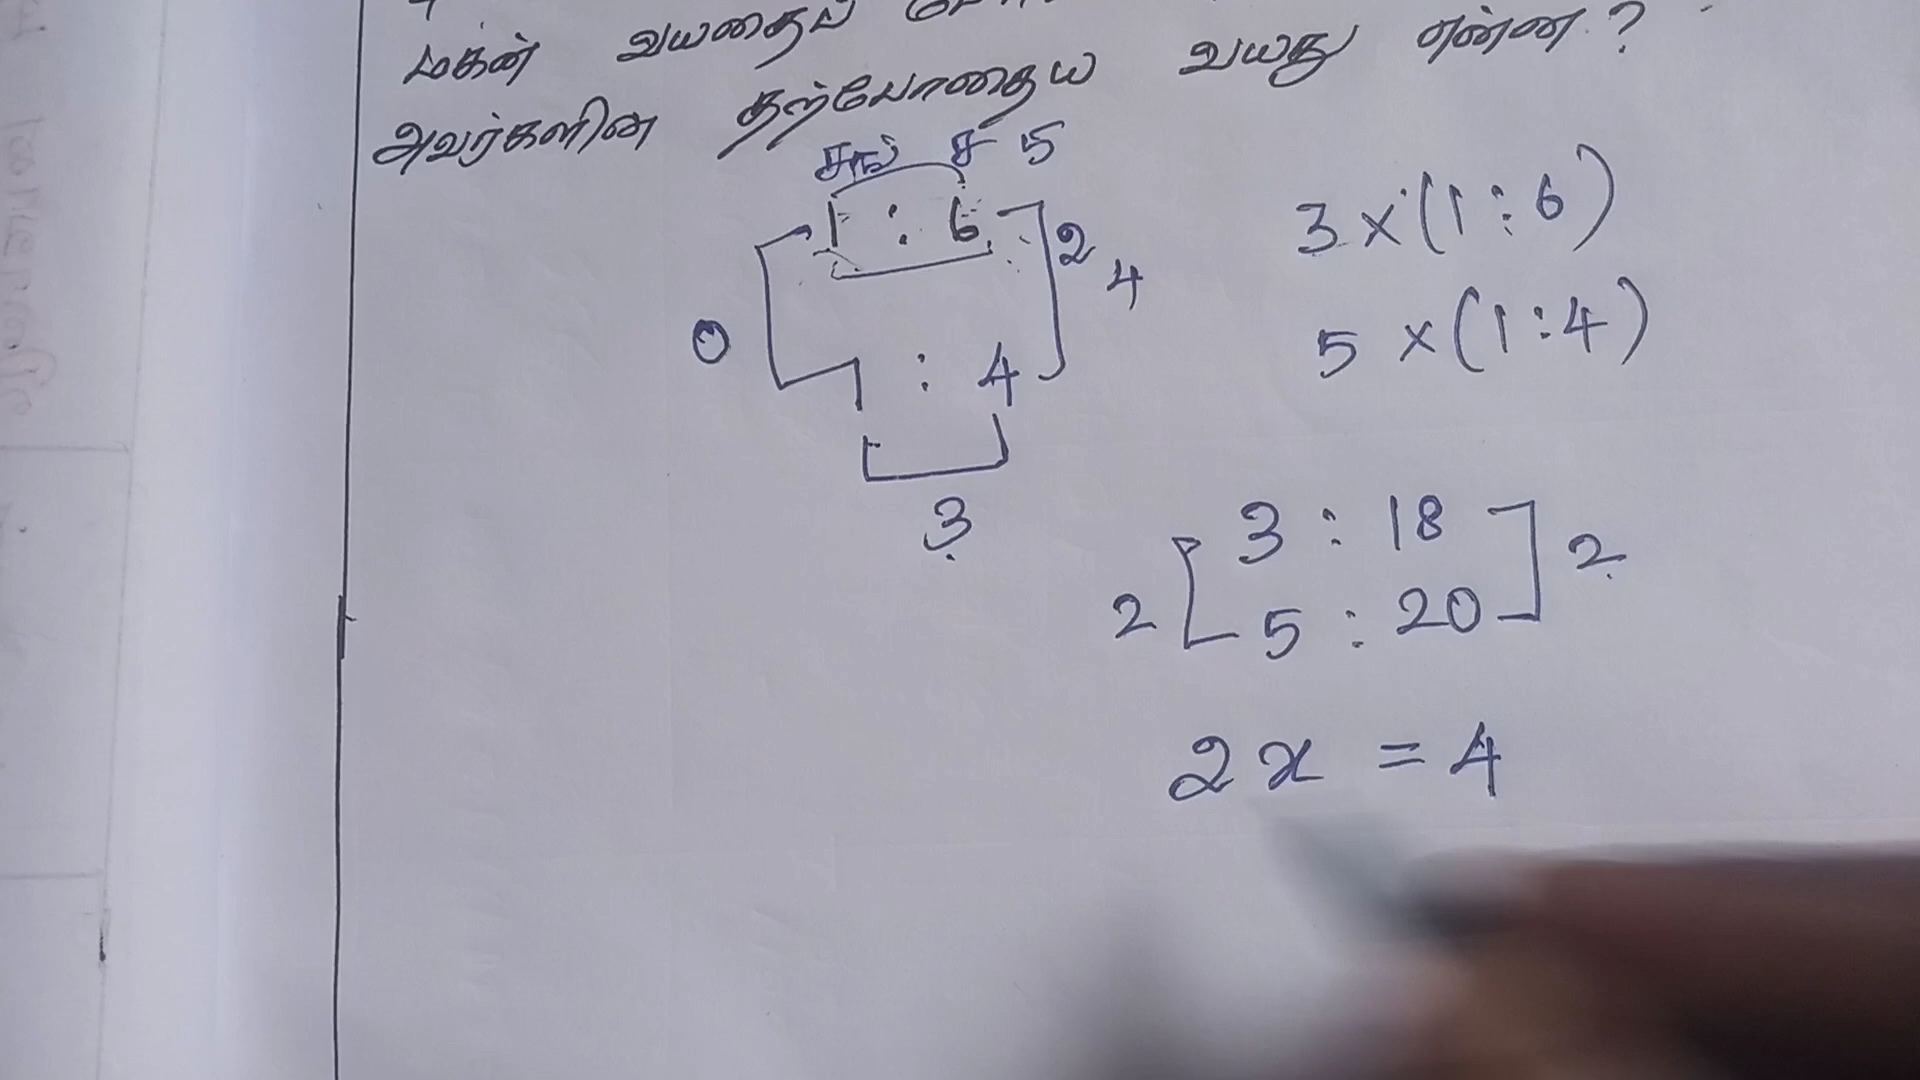 மகன் வயதைப்
அவர்களின் தற்போதைய வயது என்ன ?
5
1 : 6 2 4
0
1 : 4
3
3 × (1 : 6)
5 × (1 : 4)
3 : 18
2 2
5 : 20
2x = 4